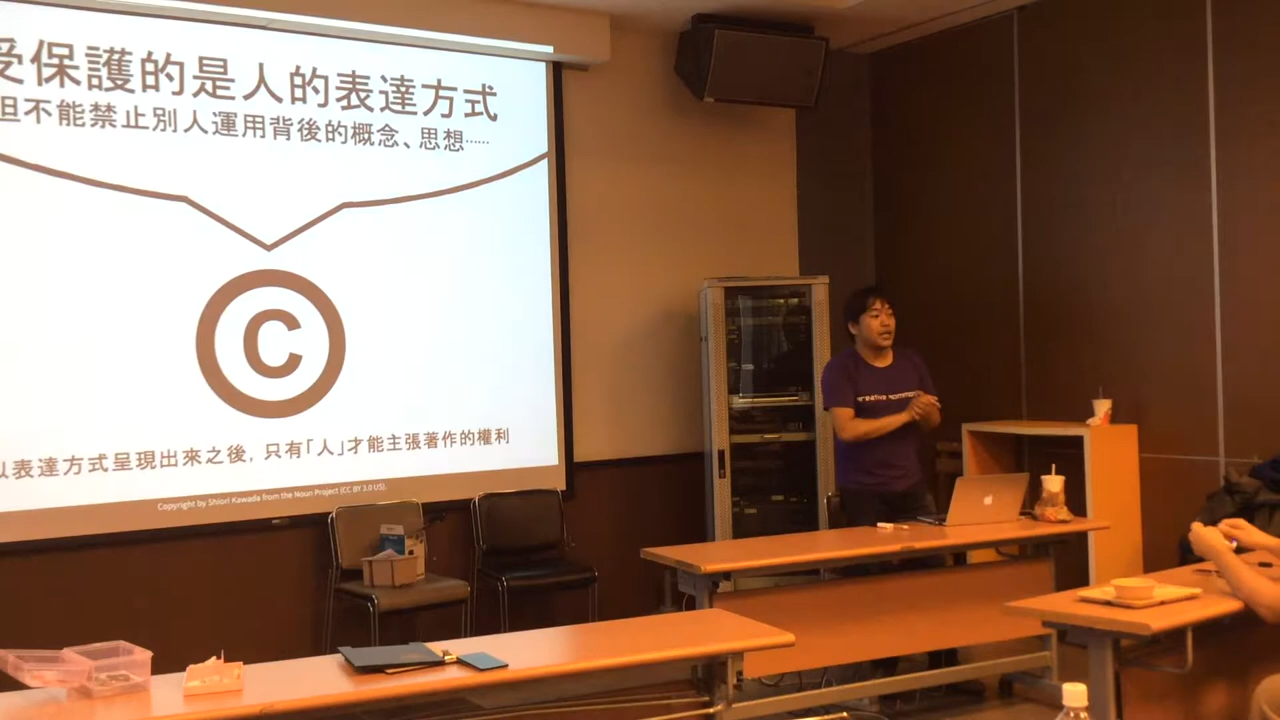 受保護的是人的表達方式
但不能禁止別人運用背後的概念、思想……
C
以表達方式呈現出來之後, 只有「人」才能主張著作的權利
Copyright by Shiori Kawada from the Noun Project (CC BY 3.0 US).
creative commons